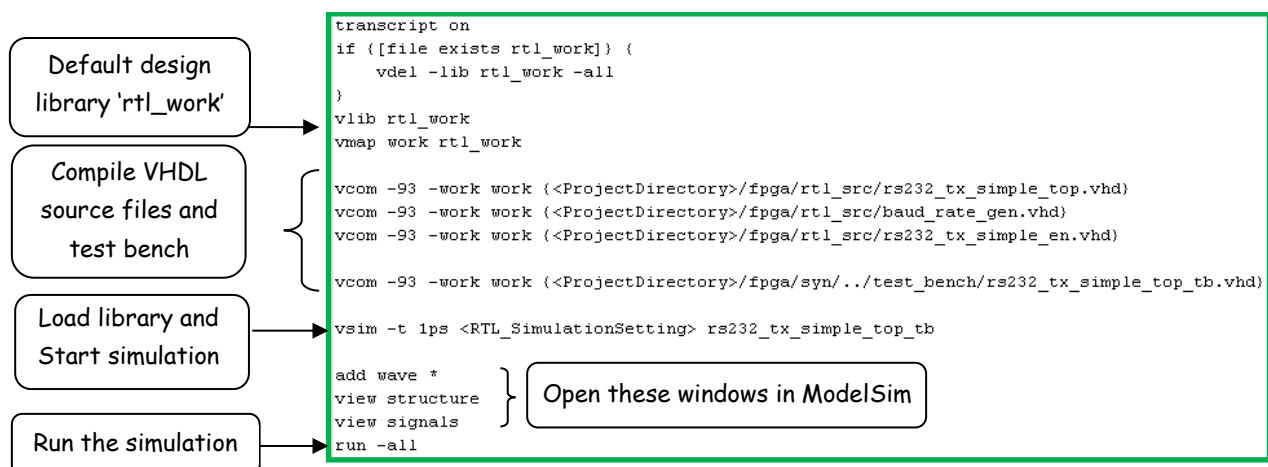 transcript on
if {[file exists rtl_work]} {
vdel -lib rtl_work -all
}
vlib rtl_work
vmap work rtl_work
vcom -93 -work work {<ProjectDirectory>/fpga/rtl_src/rs232_tx_simple_top.vhd}
vcom -93 -work work {<ProjectDirectory>/fpga/rtl_src/baud_rate_gen.vhd}
vcom -93 -work work {<ProjectDirectory>/fpga/rtl_src/rs232_tx_simple_en.vhd}
vcom -93 -work work {<ProjectDirectory>/fpga/syn/../test_bench/rs232_tx_simple_top_tb.vhd}
vsim -t 1ps <RTL_SimulationSetting> rs232_tx_simple_top_tb
add wave *
view structure
view signals
run -all
Default design
library ‘rtl_work’
Compile VHDL
source files and
test bench
Load library and
Start simulation
Open these windows in ModelSim
Run the simulation